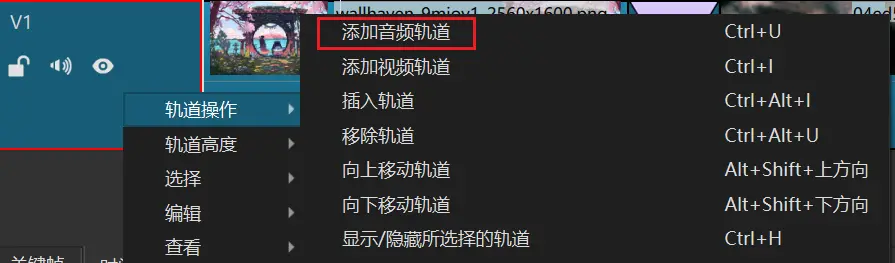 V1
wallhaven-9mjoy1_2560x1600.png
轨道操作
轨道高度
选择
编辑
查看
添加音频轨道 Ctrl+U
添加视频轨道 Ctrl+I
插入轨道 Ctrl+Alt+I
移除轨道 Ctrl+Alt+U
向上移动轨道 Alt+Shift+上方向
向下移动轨道 Alt+Shift+下方向
显示/隐藏所选择的轨道 Ctrl+H
关键帧